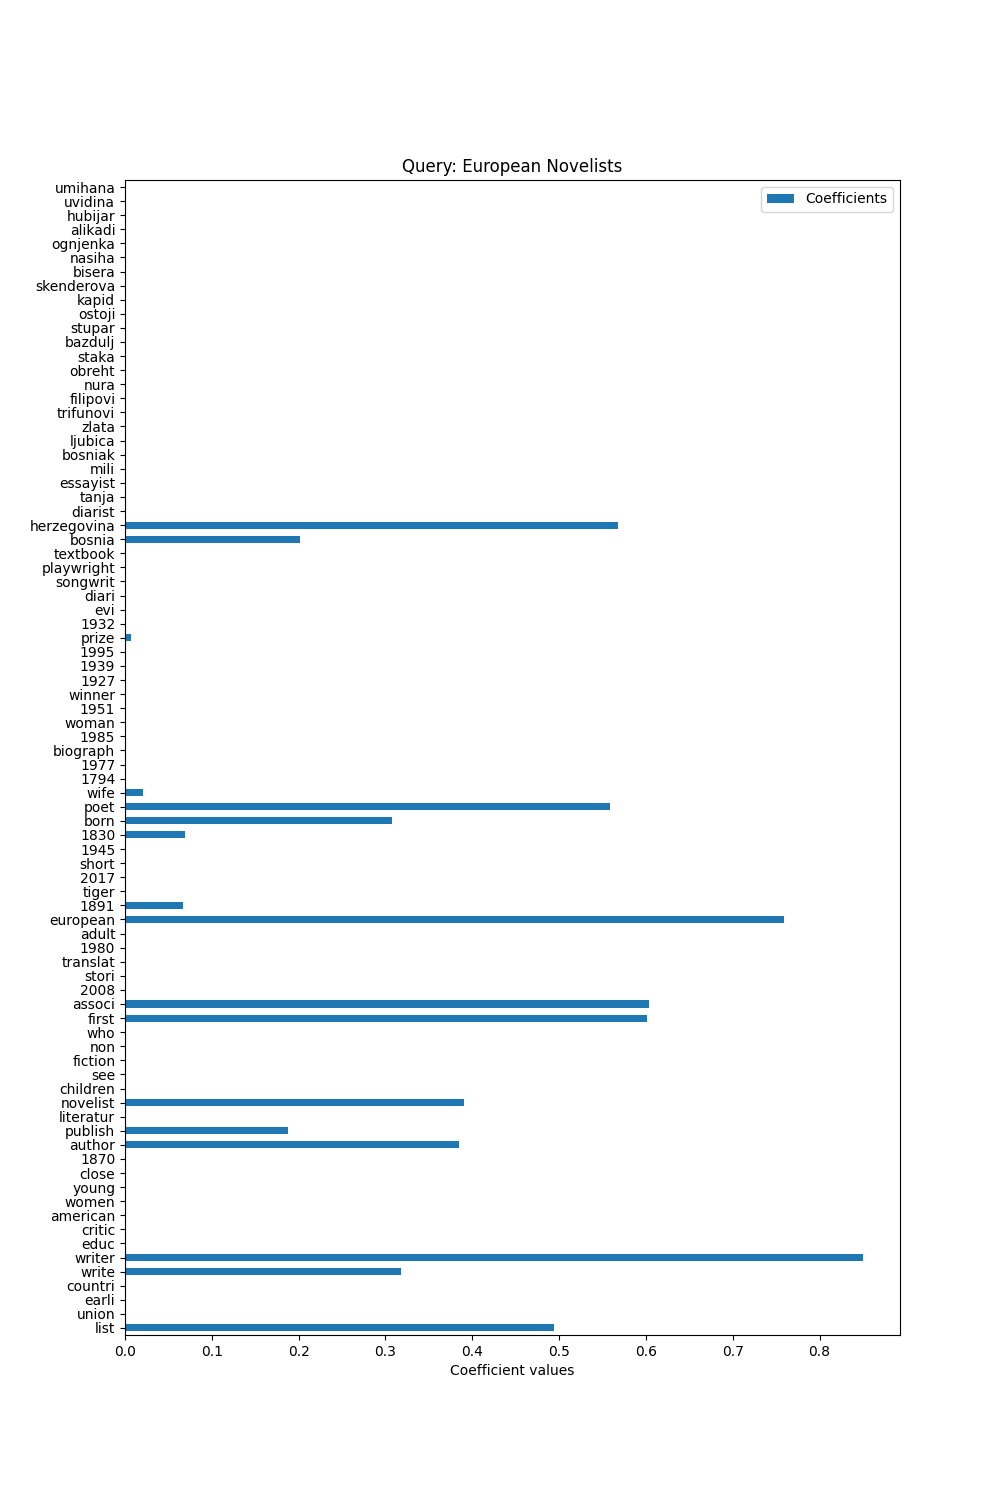 Query: European Novelists
Coefficients
umihana
uvidina
hubijar
alikadi
ognjenka
nasiha
bisera
skenderova
kapid
ostoji
stupar
bazdulj
staka
obreht
nura
filipovi
trifunovi
zlata
ljubica
bosniak
mili
essayist
tanja
diarist
herzegovina
bosnia
textbook
playwright
songwrit
diari
evi
1932
prize
1995
1939
1927
winner
1951
woman
1985
biograph
1977
1794
wife
poet
born
1830
1945
short
2017
tiger
1891
european
adult
1980
translat
stori
2008
associ
first
who
non
fiction
see
children
novelist
literatur
publish
author
1870
close
young
women
american
critic
educ
writer
write
countri
earli
union
list
0.0 0.1 0.2 0.3 0.4 0.5 0.6 0.7 0.8
Coefficient values